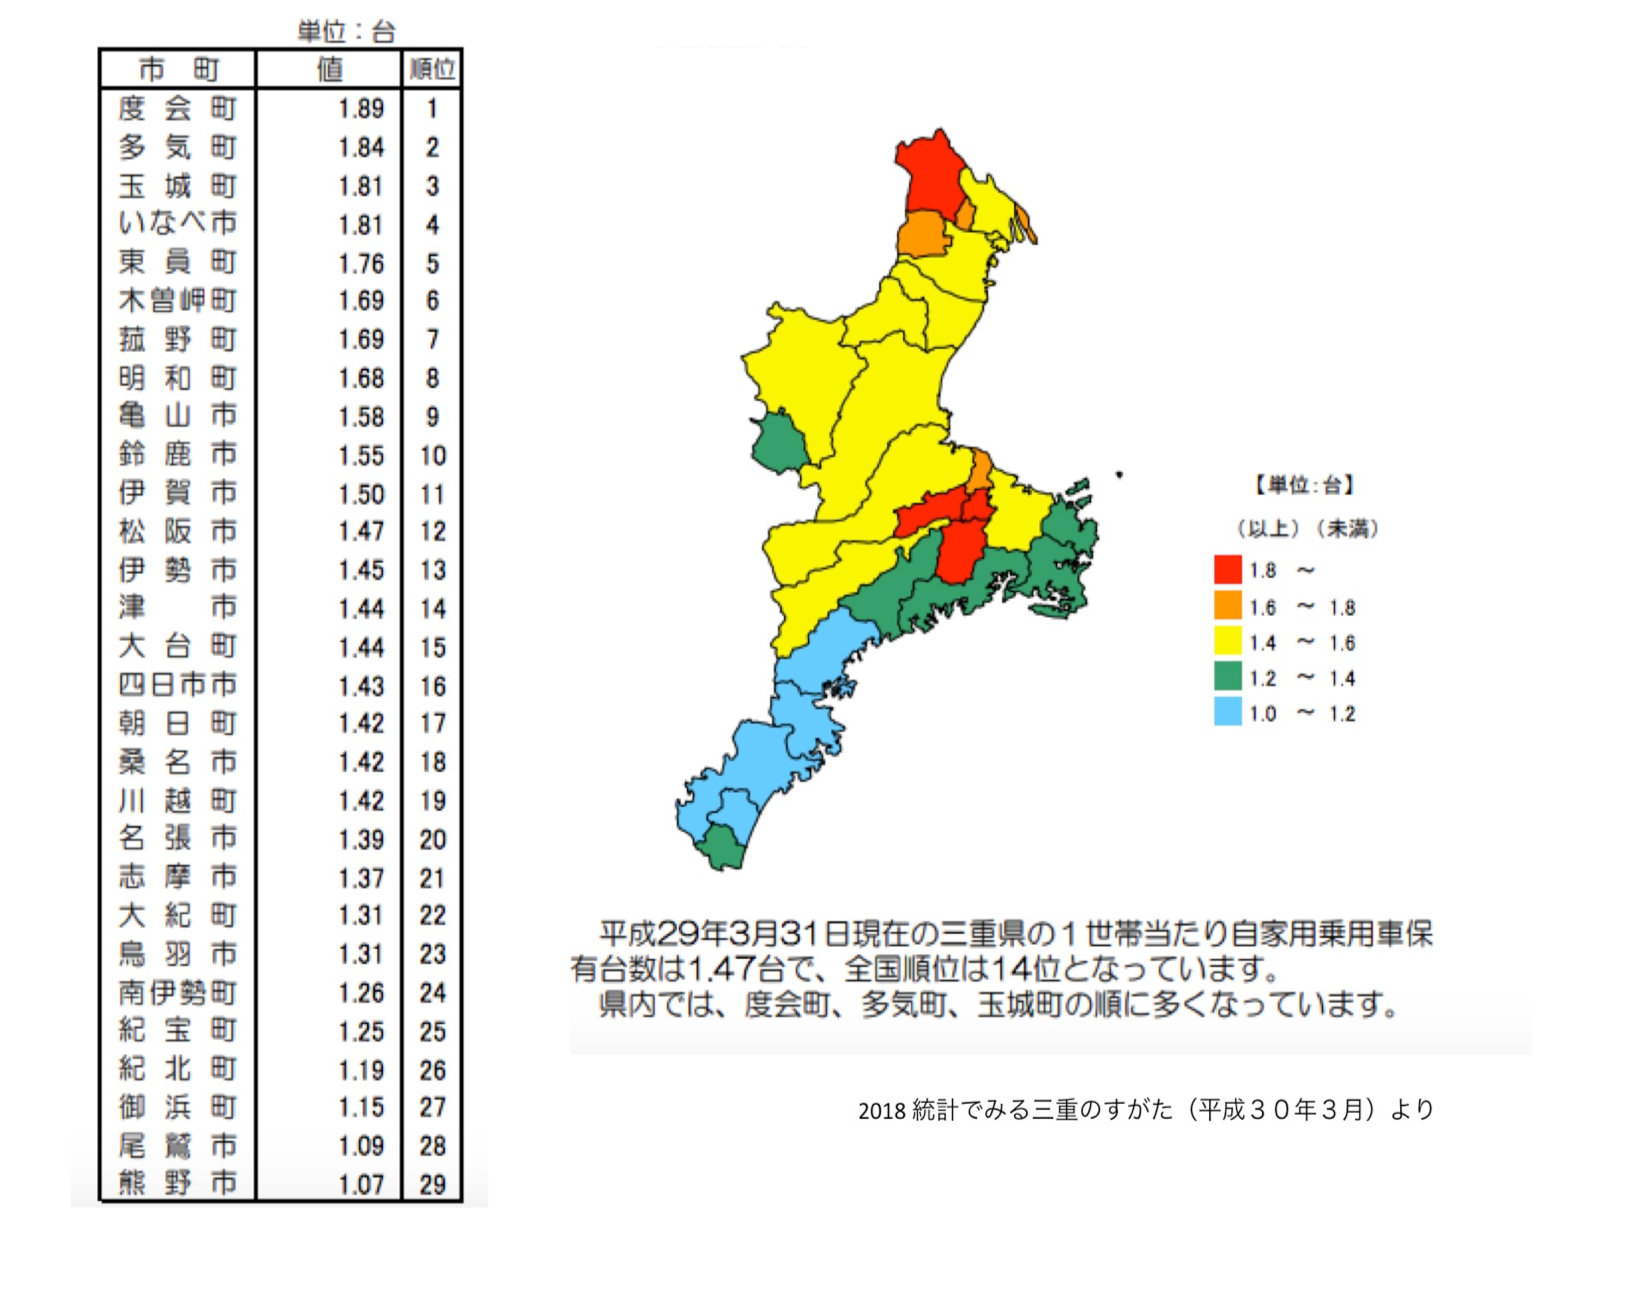 単位：台
市 町 値 順位
度会町 1.89 1
多気町 1.84 2
玉城町 1.81 3
いなべ市 1.81 4
東員町 1.76 5
木曽岬町 1.69 6
菰野町 1.69 7
明和町 1.68 8
亀山市 1.58 9
鈴鹿市 1.55 10
伊賀市 1.50 11
松阪市 1.47 12
伊勢市 1.45 13
津市 1.44 14
大台町 1.44 15
四日市市 1.43 16
朝日町 1.42 17
桑名市 1.42 18
川越町 1.42 19
名張市 1.39 20
志摩市 1.37 21
大紀町 1.31 22
鳥羽市 1.31 23
南伊勢町 1.26 24
紀宝町 1.25 25
紀北町 1.19 26
御浜町 1.15 27
尾鷲市 1.09 28
熊野市 1.07 29
【単位：台】
（以上）（未満）
1.8 ～
1.6 ～ 1.8
1.4 ～ 1.6
1.2 ～ 1.4
1.0 ～ 1.2
平成29年3月31日現在の三重県の１世帯当たり自家用乗用車保
有台数は1.47台で、全国順位は14位となっています。
県内では、度会町、多気町、玉城町の順に多くなっています。
2018 統計でみる三重のすがた（平成３０年３月）より